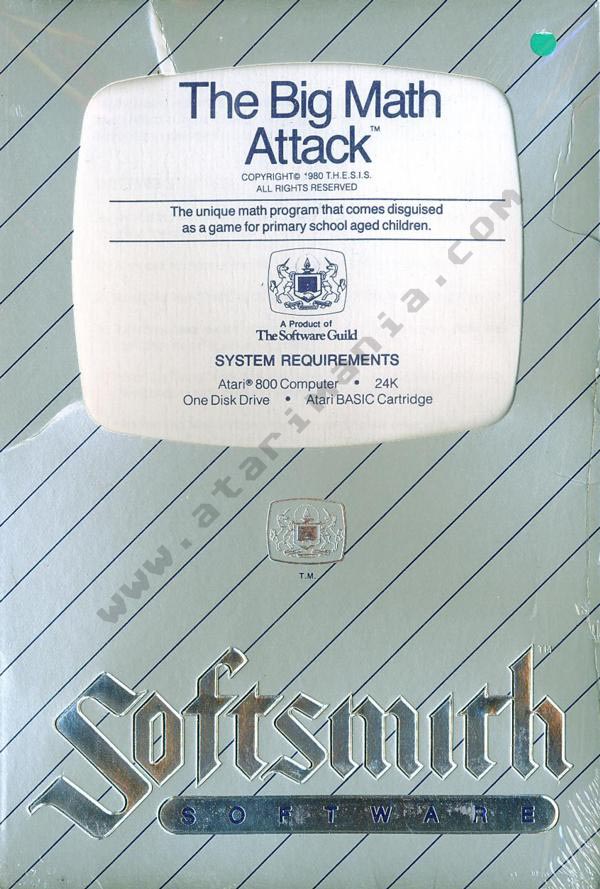 The Big Math
Attack™
COPYRIGHT© 1980 T.H.E.S.I.S.
ALL RIGHTS RESERVED
The unique math program that comes disguised
as a game for primary school aged children.
A Product of
The Software Guild
SYSTEM REQUIREMENTS
Atari® 800 Computer • 24K
One Disk Drive • Atari BASIC Cartridge
www.atarimania.com
T.M.
Softsmith™
SOFTWARE